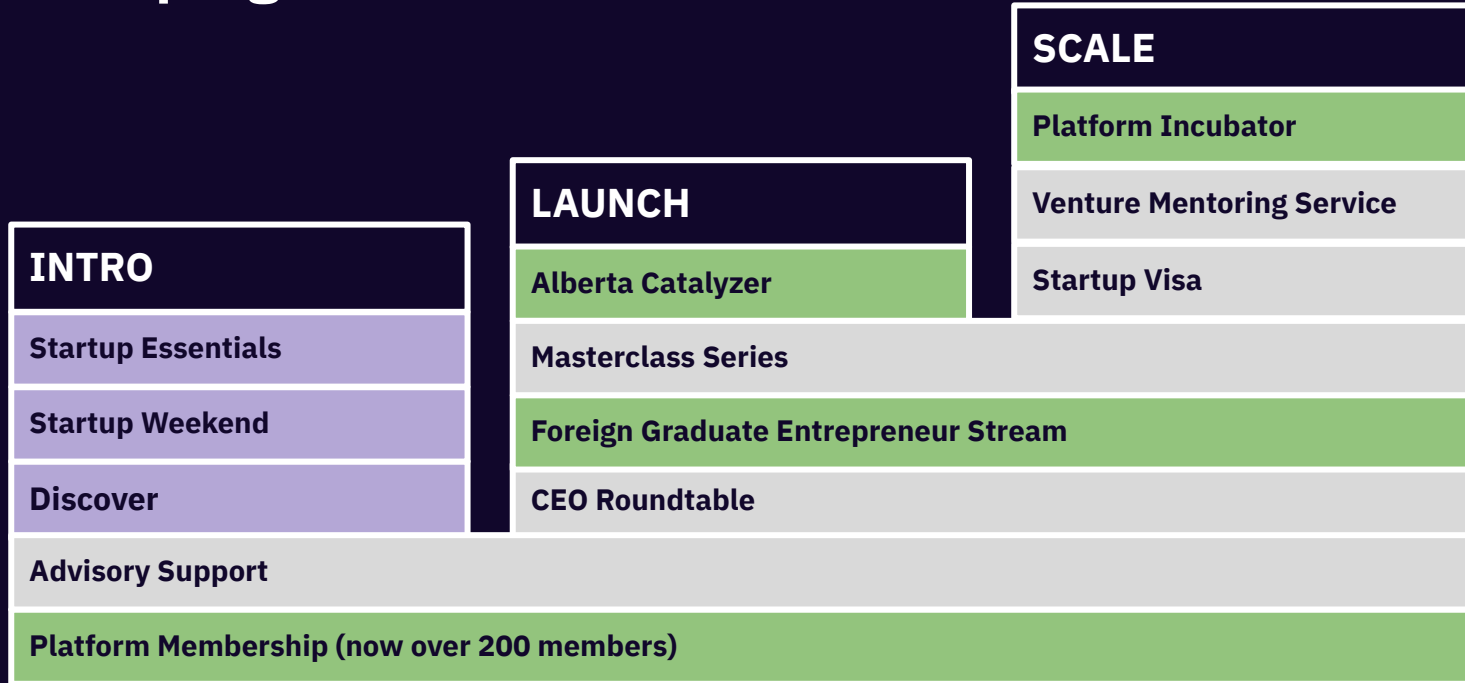 INTRO
Startup Essentials
Startup Weekend
Discover
LAUNCH
Alberta Catalyzer
SCALE
Platform Incubator
Venture Mentoring Service
Startup Visa
Masterclass Series
Foreign Graduate Entrepreneur Stream
CEO Roundtable
Advisory Support
Platform Membership (now over 200 members)